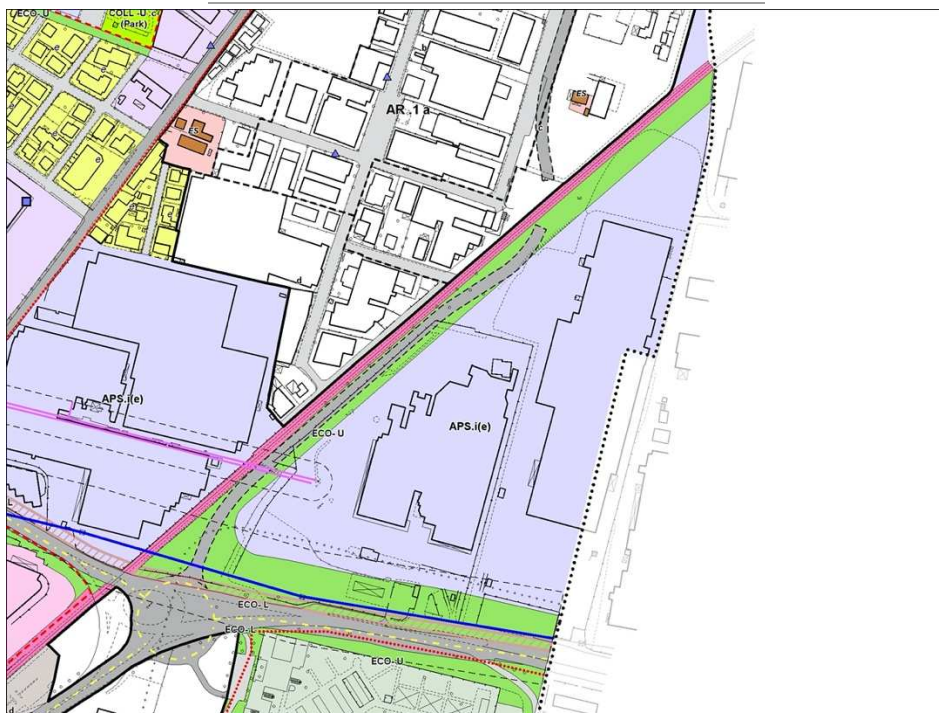 ECO- U
COLL -U .c
(Park)
e
b
e
AR .1 a
ES
ES
c
e
e
d
APS.i(e)
APS.i(e)
ECO- U
ECO- L
ECO- L
ECO- U
d